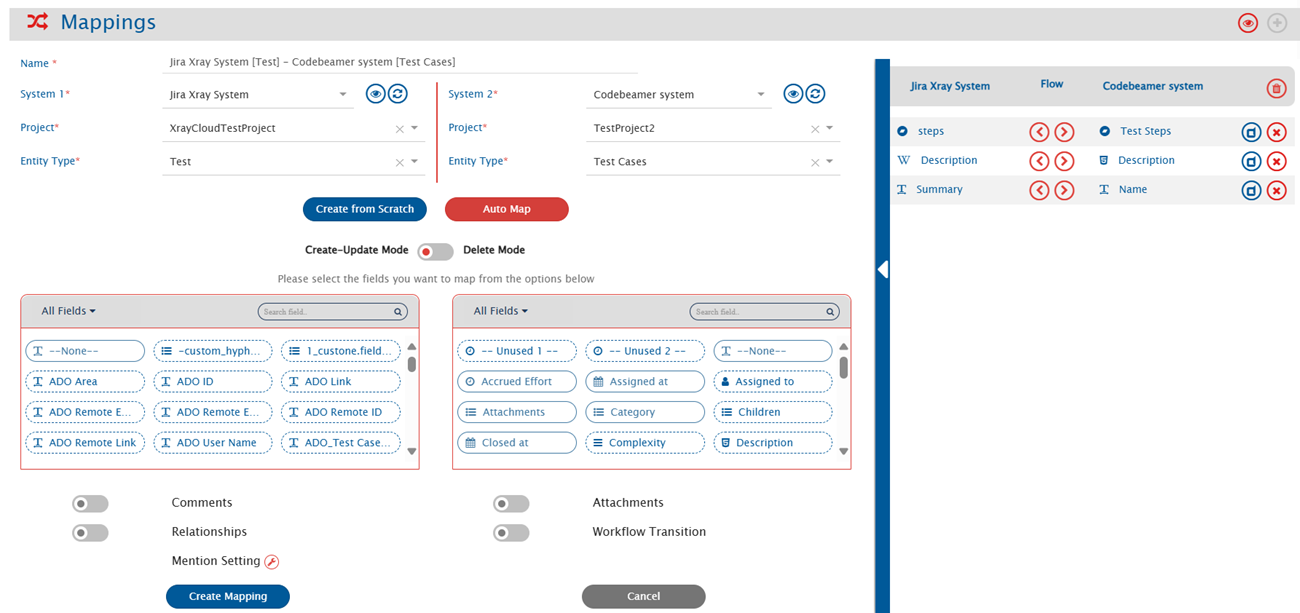 Mappings
Name *
Jira Xray System [Test] - Codebeamer system [Test Cases]
System 1*
Jira Xray System
System 2*
Codebeamer system
Project*
XrayCloudTestProject
Project*
TestProject2
Entity Type*
Test
Entity Type*
Test Cases
Create from Scratch
Auto Map
Create-Update Mode
Delete Mode
Please select the fields you want to map from the options below
All Fields
Search field..
--None--
-custom_hyph...
1_custone.field...
ADO Area
ADO ID
ADO Link
ADO Remote E...
ADO Remote E...
ADO Remote ID
ADO Remote Link
ADO User Name
ADO_Test Case...
All Fields
Search field..
-- Unused 1 --
-- Unused 2 --
--None--
Accrued Effort
Assigned at
Assigned to
Attachments
Category
Children
Closed at
Complexity
Description
Comments
Attachments
Relationships
Workflow Transition
Mention Setting
Create Mapping
Cancel
Jira Xray System
Flow
Codebeamer system
steps
Test Steps
Description
Description
Summary
Name